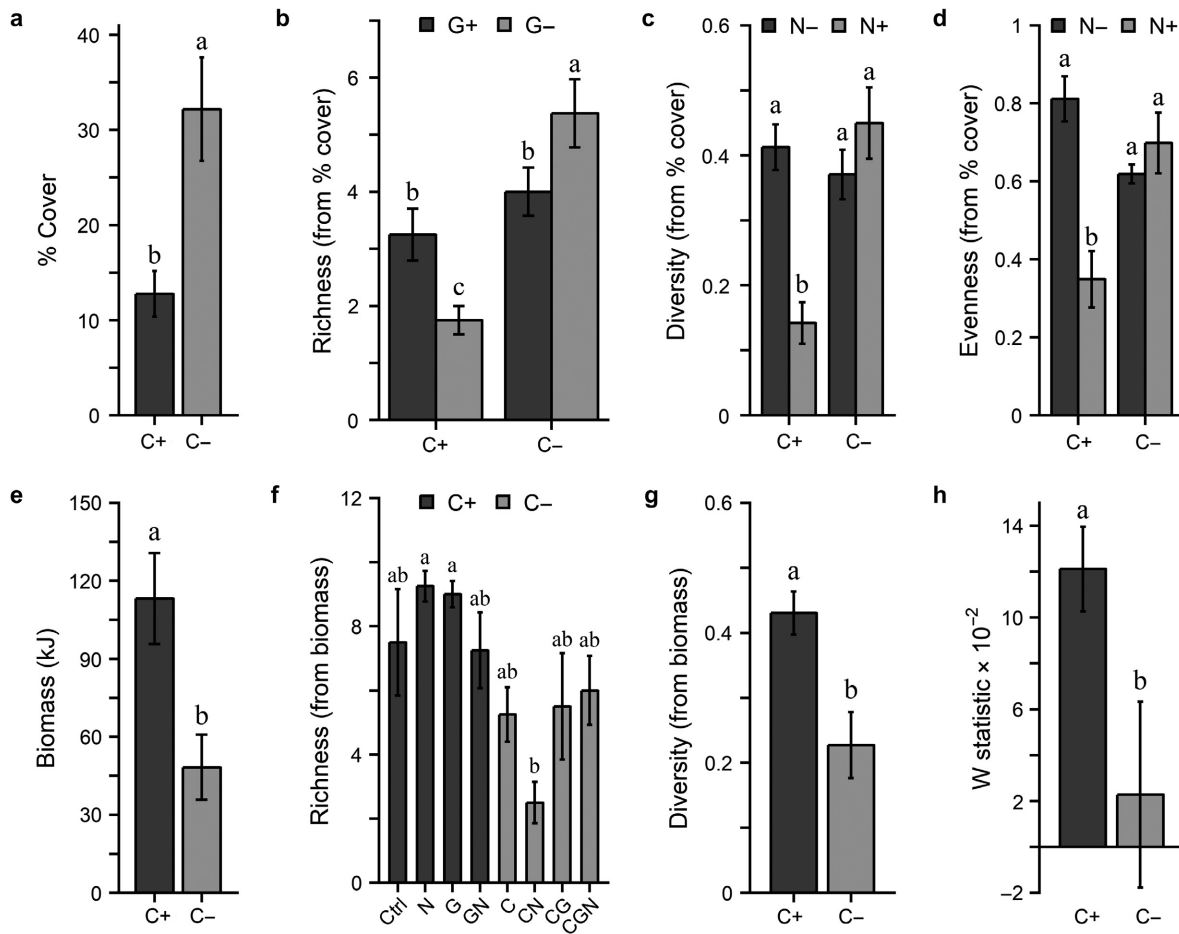 a
% Cover
40
30
20
10
0
b
a
C+ C−
b
G+ G−
Richness (from % cover)
6
4
2
0
b
c
b
a
C+ C−
c
N− N+
Diversity (from % cover)
0.6
0.4
0.2
0
a
b
a
a
C+ C−
d
N− N+
Evenness (from % cover)
1
0.8
0.6
0.4
0.2
0
a
b
a
a
C+ C−
e
Biomass (kJ)
150
120
90
60
30
0
a
b
C+ C−
f
C+ C−
Richness (from biomass)
12
8
4
0
ab
a
a
ab
ab
b
ab
ab
Ctrl N G GN C CN CG CGN
g
Diversity (from biomass)
0.6
0.4
0.2
0
a
b
C+ C−
h
W statistic × 10⁻²
14
10
6
2
−2
a
b
C+ C−